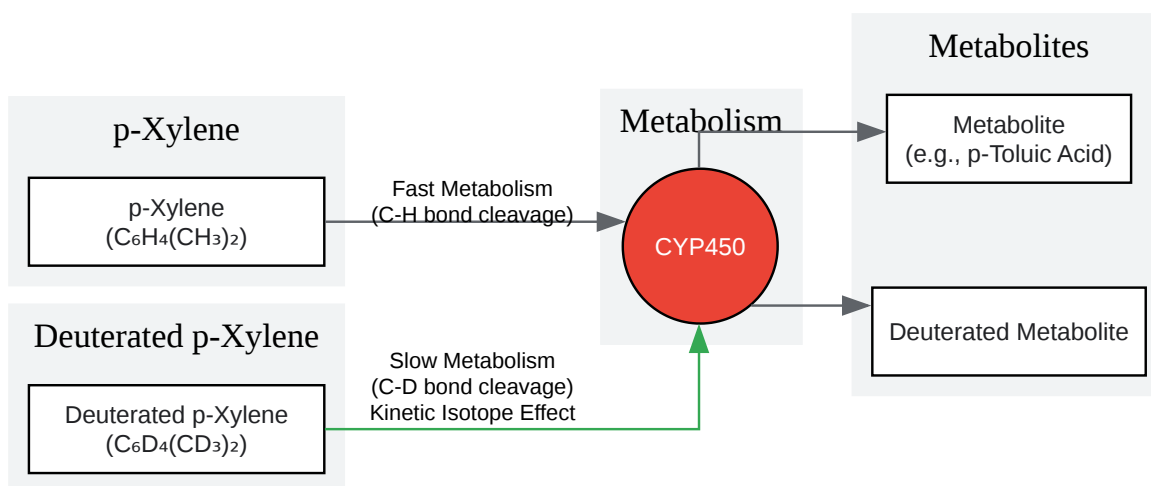 p-Xylene
p-Xylene
(C₆H₄(CH₃)₂)
Fast Metabolism
(C-H bond cleavage)
Deuterated p-Xylene
Deuterated p-Xylene
(C₆D₄(CD₃)₂)
Slow Metabolism
(C-D bond cleavage)
Kinetic Isotope Effect
Metabolism
CYP450
Metabolites
Metabolite
(e.g., p-Toluic Acid)
Deuterated Metabolite